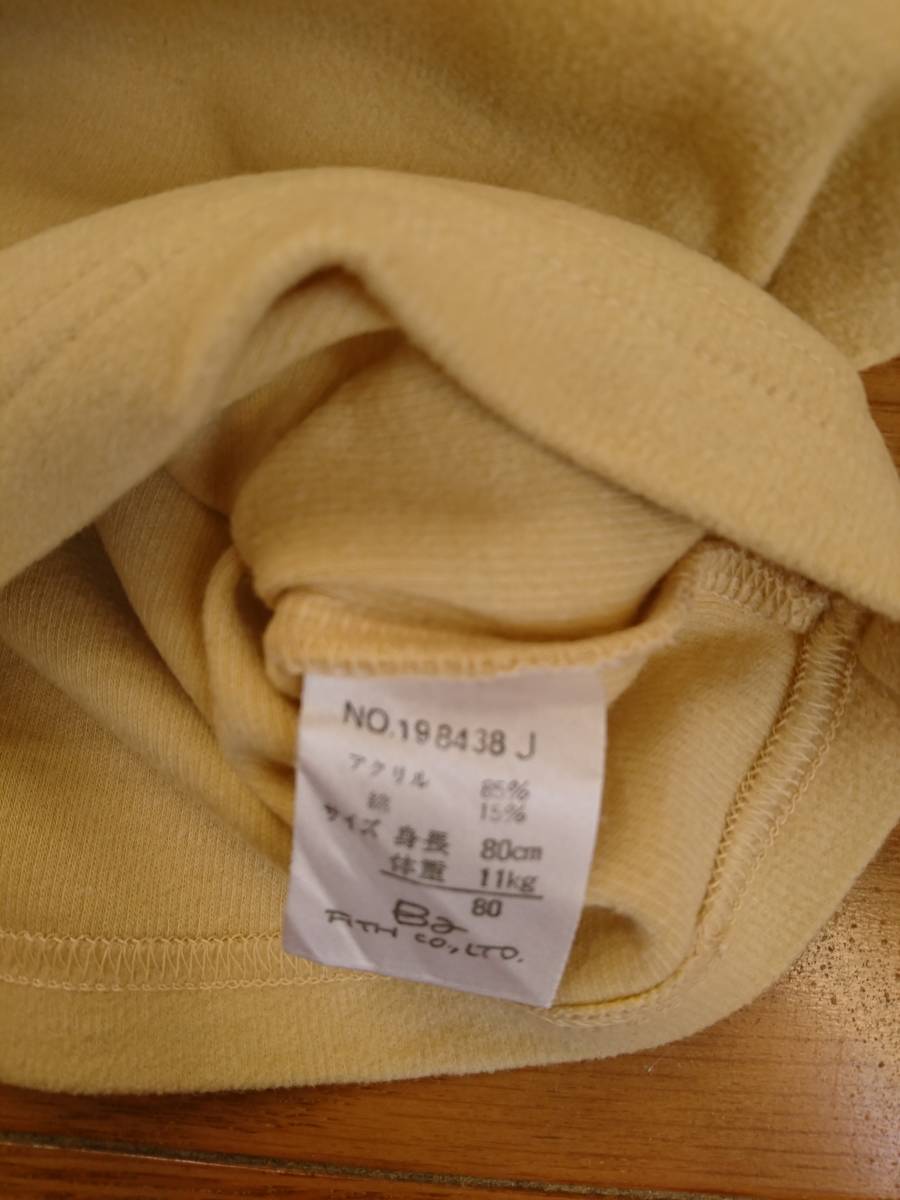 NO.198438 J
アクリル 85%
綿 15%
サイズ 身長 80cm
体重 11kg
Ba 80
FITH CO., LTD.